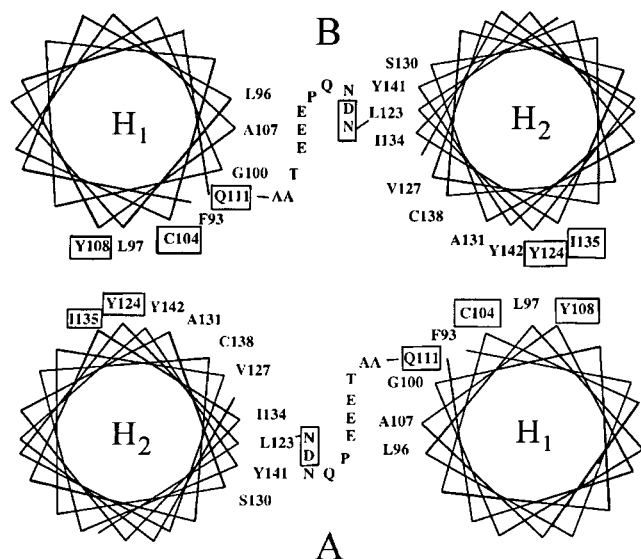 B
S130
Y141
L96
P Q N
D
N
L123
H1
A107
E
E
E
I134
H2
G100
T
V127
Q111 — AA
F93
C138
C104
A131
Y108
L97
Y142
Y124
I135
I135
Y124
Y142
A131
C138
V127
C104
L97
Y108
F93
AA — Q111
G100
T
E
E
E
P
I134
H2
L123
N
D
N Q
A107
H1
Y141
L96
S130
A